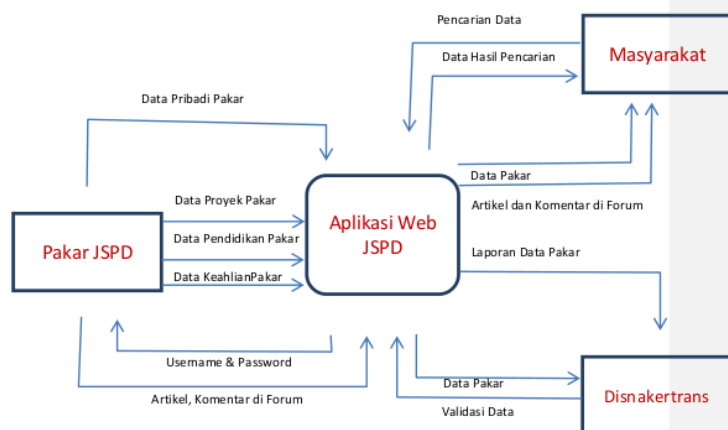 Pencarian Data
Masyarakat
Data Hasil Pencarian
Data Pribadi Pakar
Data Pakar
Data Proyek Pakar
Artikel dan Komentar di Forum
Aplikasi Web
JSPD
Pakar JSPD
Data Pendidikan Pakar
Laporan Data Pakar
Data KeahlianPakar
Username & Password
Data Pakar
Disnakertrans
Artikel, Komentar di Forum
Validasi Data